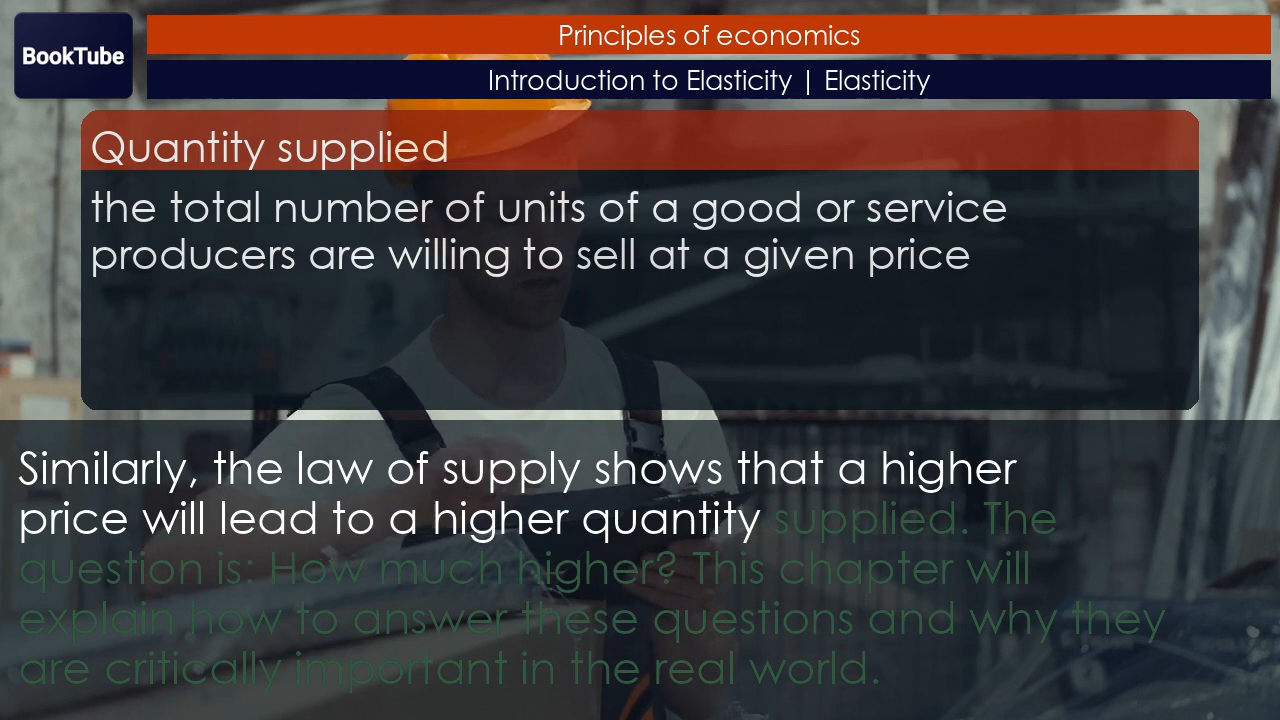 BookTube
Principles of economics
Introduction to Elasticity | Elasticity
Quantity supplied
the total number of units of a good or service
producers are willing to sell at a given price
Similarly, the law of supply shows that a higher
price will lead to a higher quantity supplied. The
question is: How much higher? This chapter will
explain how to answer these questions and why they
are critically important in the real world.